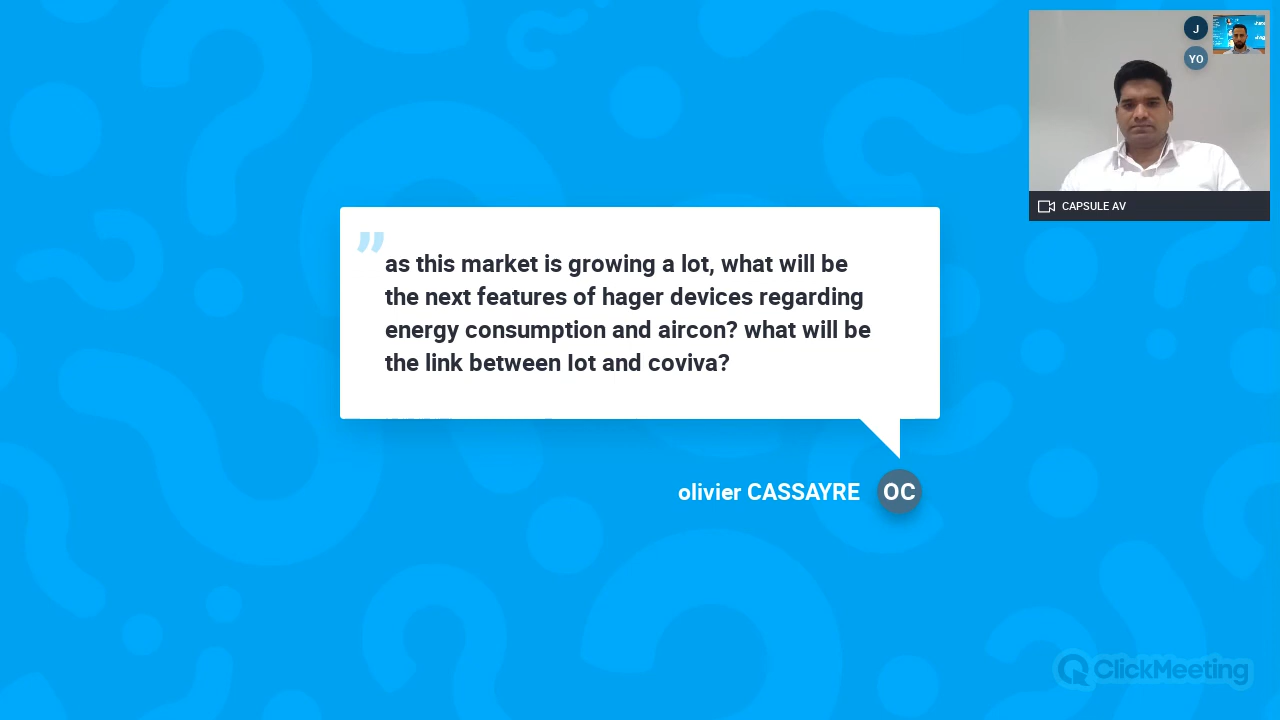 J
YO
CAPSULE AV
as this market is growing a lot, what will be
the next features of hager devices regarding
energy consumption and aircon? what will be
the link between Iot and coviva?
olivier CASSAYRE OC
ClickMeeting